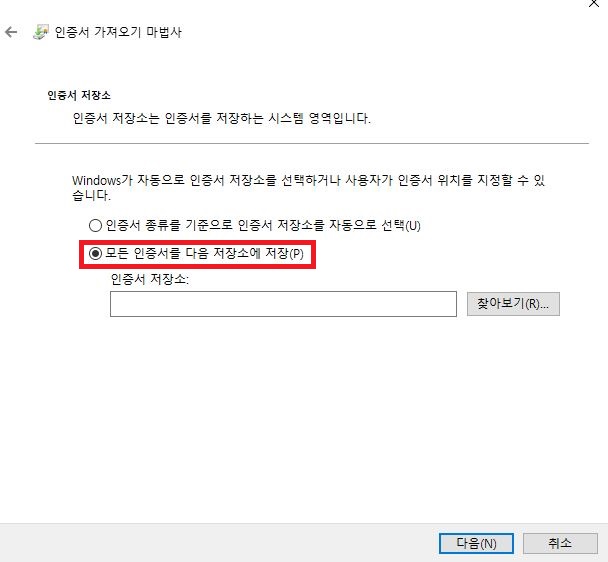 인증서 가져오기 마법사
인증서 저장소
인증서 저장소는 인증서를 저장하는 시스템 영역입니다.
Windows가 자동으로 인증서 저장소를 선택하거나 사용자가 인증서 위치를 지정할 수 있
습니다.
인증서 종류를 기준으로 인증서 저장소를 자동으로 선택(U)
모든 인증서를 다음 저장소에 저장(P)
인증서 저장소:
찾아보기(R)...
다음(N) 취소